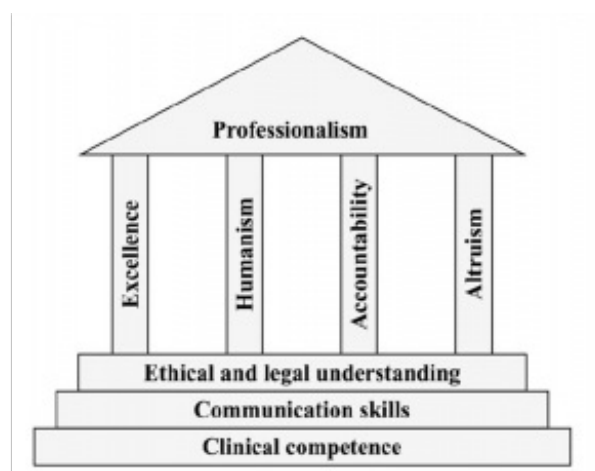 Professionalism
Excellence
Humanism
Accountability
Altruism
Ethical and legal understanding
Communication skills
Clinical competence